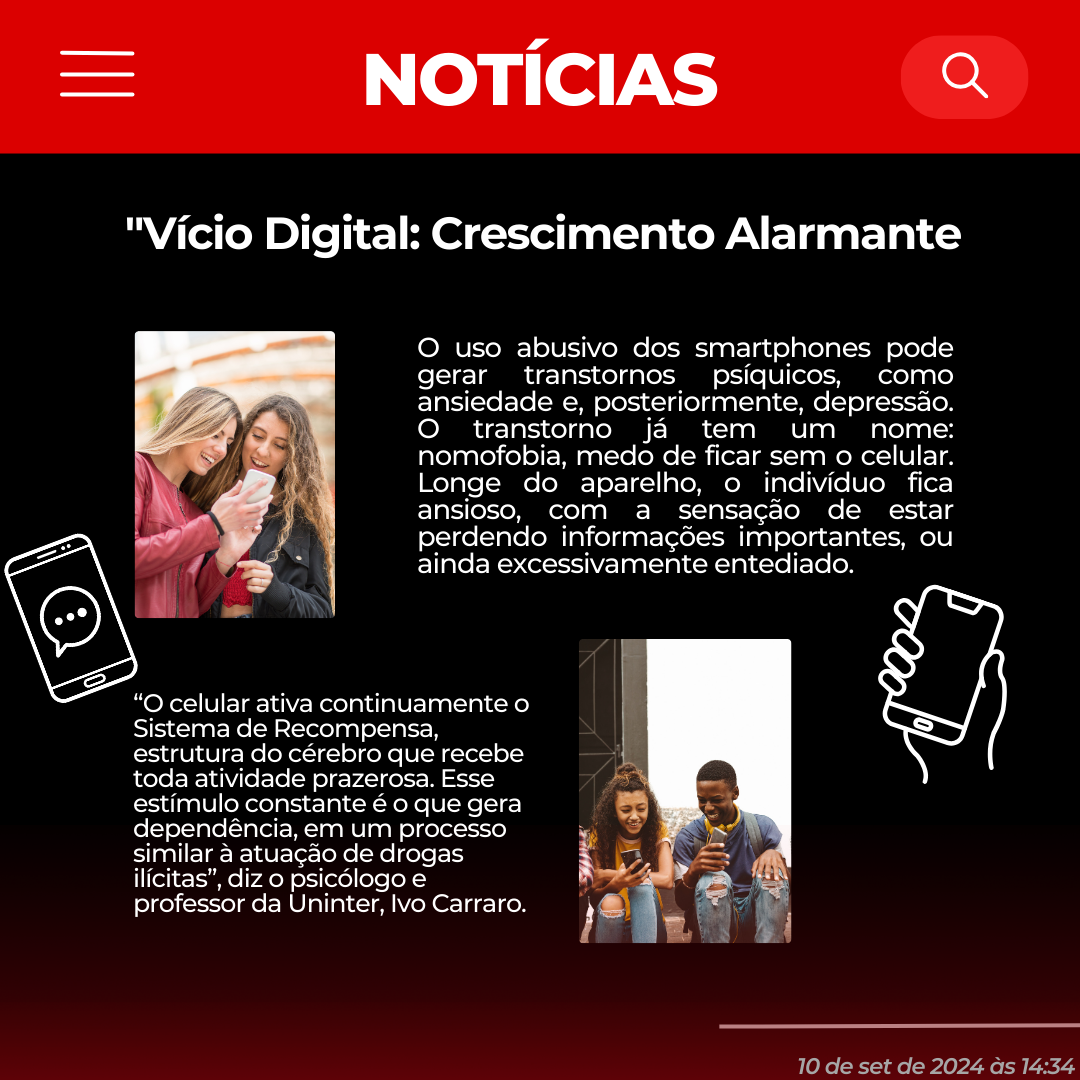 NOTÍCIAS
"Vício Digital: Crescimento Alarmante
O uso abusivo dos smartphones pode
gerar transtornos psíquicos, como
ansiedade e, posteriormente, depressão.
O transtorno já tem um nome:
nomofobia, medo de ficar sem o celular.
Longe do aparelho, o indivíduo fica
ansioso, com a sensação de estar
perdendo informações importantes, ou
ainda excessivamente entediado.
“O celular ativa continuamente o
Sistema de Recompensa,
estrutura do cérebro que recebe
toda atividade prazerosa. Esse
estímulo constante é o que gera
dependência, em um processo
similar à atuação de drogas
ilícitas”, diz o psicólogo e
professor da Uninter, Ivo Carraro.
10 de set de 2024 às 14:34